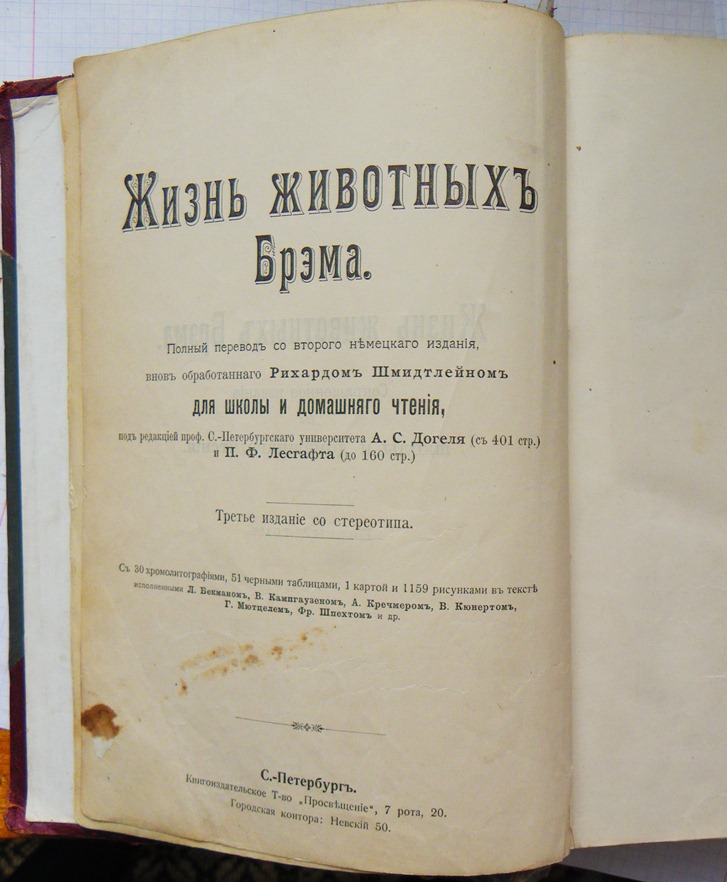 Жизнь животныхъ
Брэма.
Полный переводъ со второго нѣмецкаго изданія,
вновь обработаннаго Рихардомъ Шмидтлейномъ
для школы и домашняго чтенія,
подъ редакціей проф. С.-Петербургскаго университета А. С. Догеля (съ 401 стр.)
и П. Ф. Лесгафта (до 160 стр.)
Третье изданіе со стереотипа.
Съ 30 хромолитографіями, 51 черными таблицами, 1 картой и 1159 рисунками въ текстѣ
исполненными Л. Бекманомъ, В. Кампгаузеномъ, А. Кречмеромъ, В. Кюнертомъ,
Г. Мютцелемъ, Фр. Шпехтомъ и др.
С.-Петербургъ.
Книгоиздательское Т-во „Просвѣщеніе", 7 рота, 20.
Городская контора: Невскій 50.